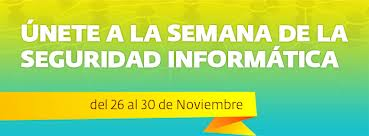 ÚNETE A LA SEMANA DE LA
SEGURIDAD INFORMÁTICA
del 26 al 30 de Noviembre